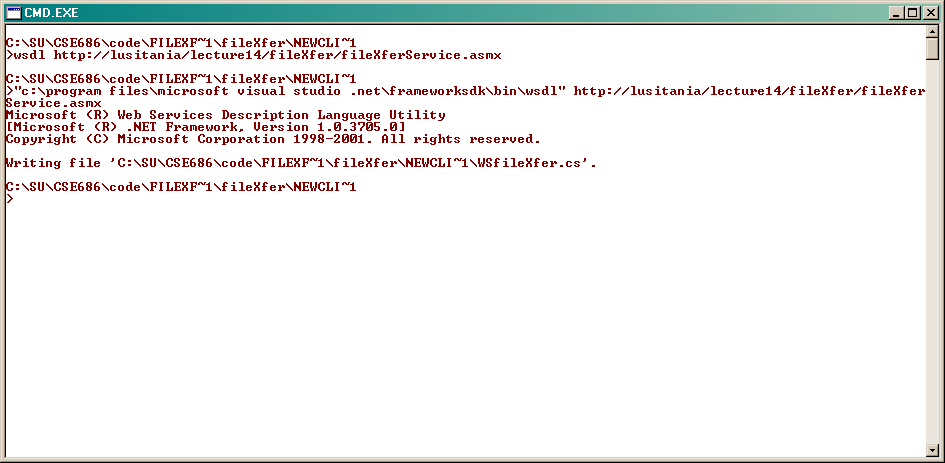 CMD.EXE
C:\SU\CSE686\code\FILEXF~1\fileXfer\NEWCLI~1
>wsdl http://lusitania/lecture14/fileXfer/fileXferService.asmx
C:\SU\CSE686\code\FILEXF~1\fileXfer\NEWCLI~1
>"c:\program files\microsoft visual studio .net\frameworksdk\bin\wsdl" http://lusitania/lecture14/fileXfer/fileXfer
Service.asmx
Microsoft (R) Web Services Description Language Utility
[Microsoft (R) .NET Framework, Version 1.0.3705.0]
Copyright (C) Microsoft Corporation 1998-2001. All rights reserved.
Writing file 'C:\SU\CSE686\code\FILEXF~1\fileXfer\NEWCLI~1\WSfileXfer.cs'.
C:\SU\CSE686\code\FILEXF~1\fileXfer\NEWCLI~1
>